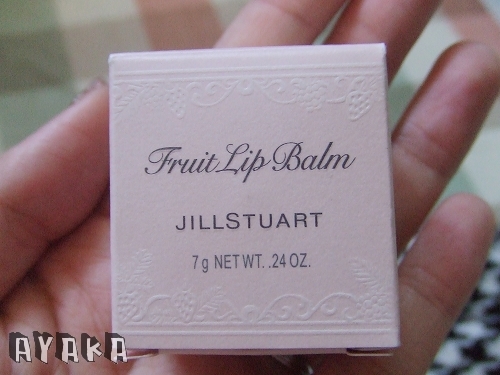 Fruit Lip Balm
JILLSTUART
7g NET WT. .24 OZ.
AYAKA